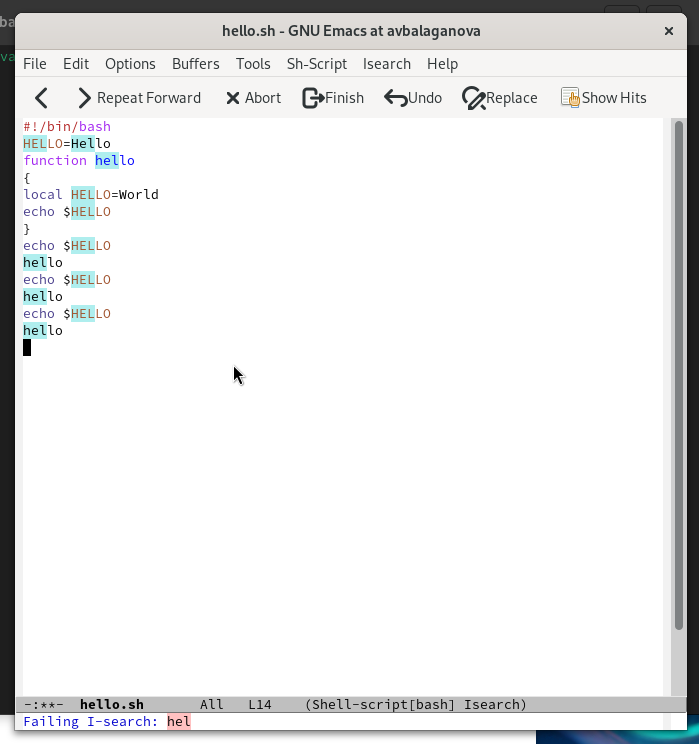 ba
hello.sh - GNU Emacs at avbalaganova
va
File Edit Options Buffers Tools Sh-Script Isearch Help
Repeat Forward Abort Finish Undo Replace Show Hits
#!/bin/bash
HELLO=Hello
function hello
{
local HELLO=World
echo $HELLO
}
echo $HELLO
hello
echo $HELLO
hello
echo $HELLO
hello
-:**- hello.sh All L14 (Shell-script[bash] Isearch)
Failing I-search: hel